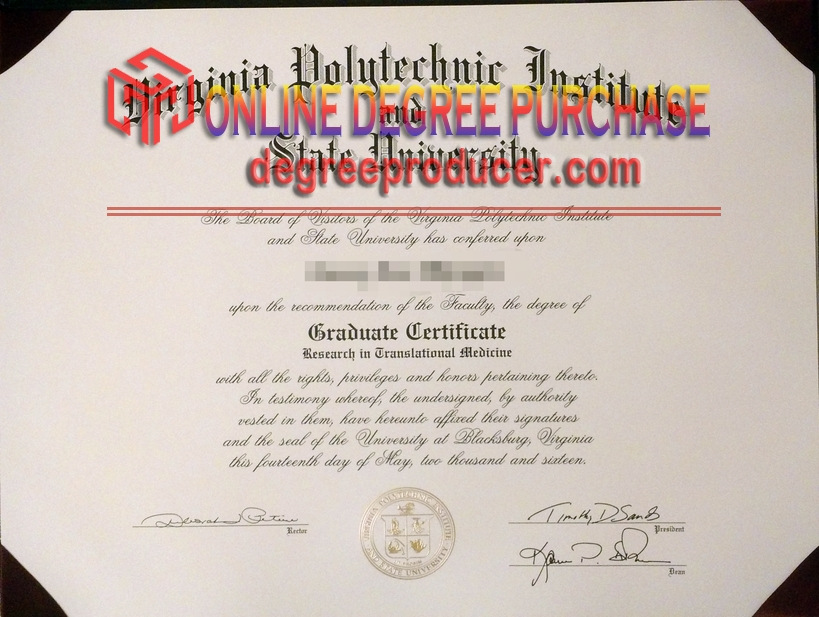 Virginia Polytechnic Institute
ONLINE DEGREE PURCHASE
and
State University
degreeproducer.com
The Board of Visitors of the Virginia Polytechnic Institute
and State University has conferred upon
upon the recommendation of the Faculty, the degree of
Graduate Certificate
Research in Translational Medicine
with all the rights, privileges and honors pertaining thereto.
In testimony whereof, the undersigned, by authority
vested in them, have hereunto affixed their signatures
and the seal of the University at Blacksburg, Virginia
this fourteenth day of May, two thousand and sixteen.
Rector
Timothy D Sands
President
Dean